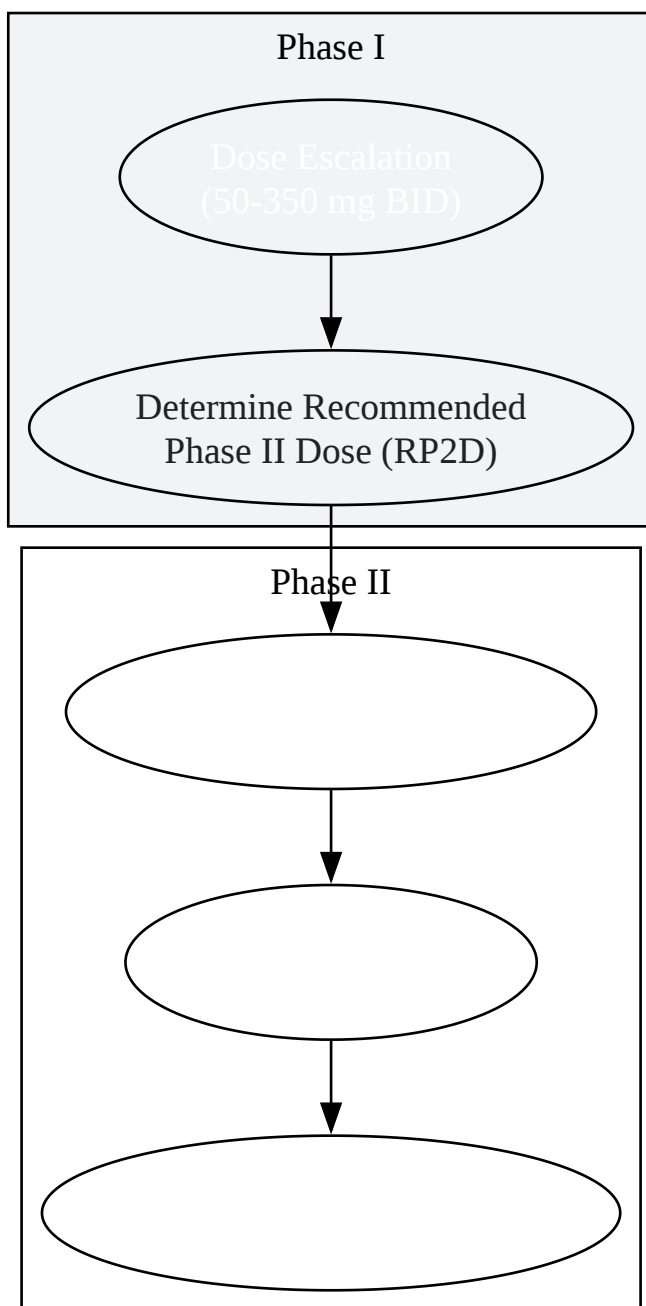 Phase I
Dose Escalation
(50-350 mg BID)
Determine Recommended
Phase II Dose (RP2D)
Phase II